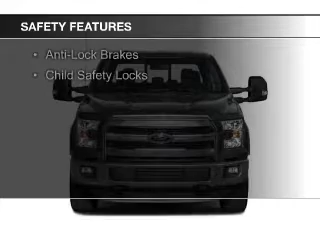 SAFETY FEATURES
• Anti-Lock Brakes
• Child Safety Locks